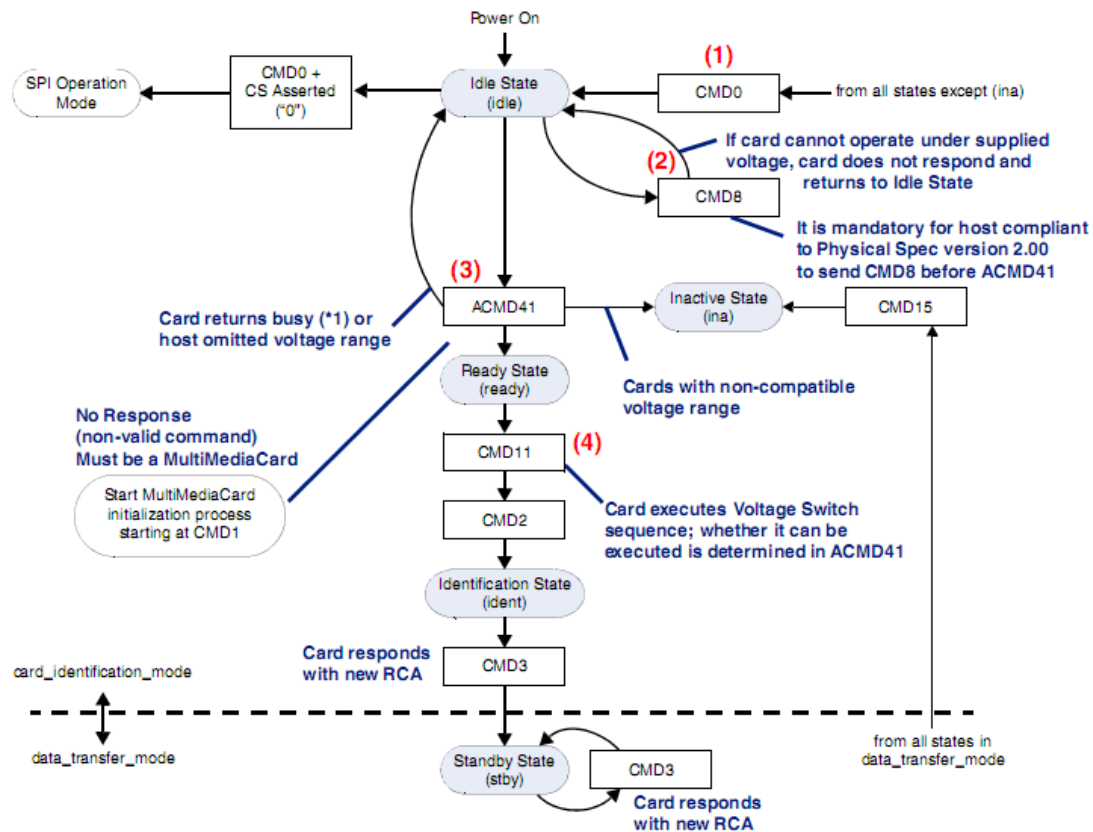 Power On
SPI Operation
Mode
CMD0 +
CS Asserted
("0")
Idle State
(idle)
(1)
CMD0
from all states except (ina)
If card cannot operate under supplied
voltage, card does not respond and
returns to Idle State
(2)
CMD8
It is mandatory for host compliant
to Physical Spec version 2.00
to send CMD8 before ACMD41
(3)
ACMD41
Inactive State
(ina)
CMD15
Card returns busy (*1) or
host omitted voltage range
Ready State
(ready)
Cards with non-compatible
voltage range
No Response
(non-valid command)
Must be a MultiMediaCard
Start MultiMediaCard
initialization process
starting at CMD1
CMD11
(4)
Card executes Voltage Switch
sequence; whether it can be
executed is determined in ACMD41
CMD2
Identification State
(ident)
Card responds
with new RCA
CMD3
card_identification_mode
data_transfer_mode
Standby State
(stby)
CMD3
Card responds
with new RCA
from all states in
data_transfer_mode